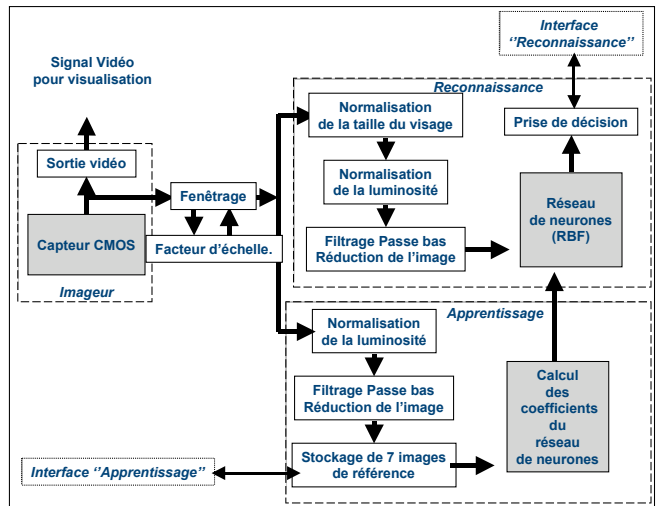 Interface
‘‘Reconnaissance’’
Signal Vidéo
pour visualisation
Reconnaissance
Normalisation
de la taille du visage
Prise de décision
Sortie vidéo
Normalisation
de la luminosité
Fenêtrage
Réseau
de neurones
(RBF)
Capteur CMOS
Facteur d’échelle.
Filtrage Passe bas
Réduction de l’image
Imageur
Apprentissage
Normalisation
de la luminosité
Filtrage Passe bas
Réduction de l’image
Calcul
des
coefficients
du
réseau
de neurones
Stockage de 7 images
de référence
Interface ‘‘Apprentissage’’